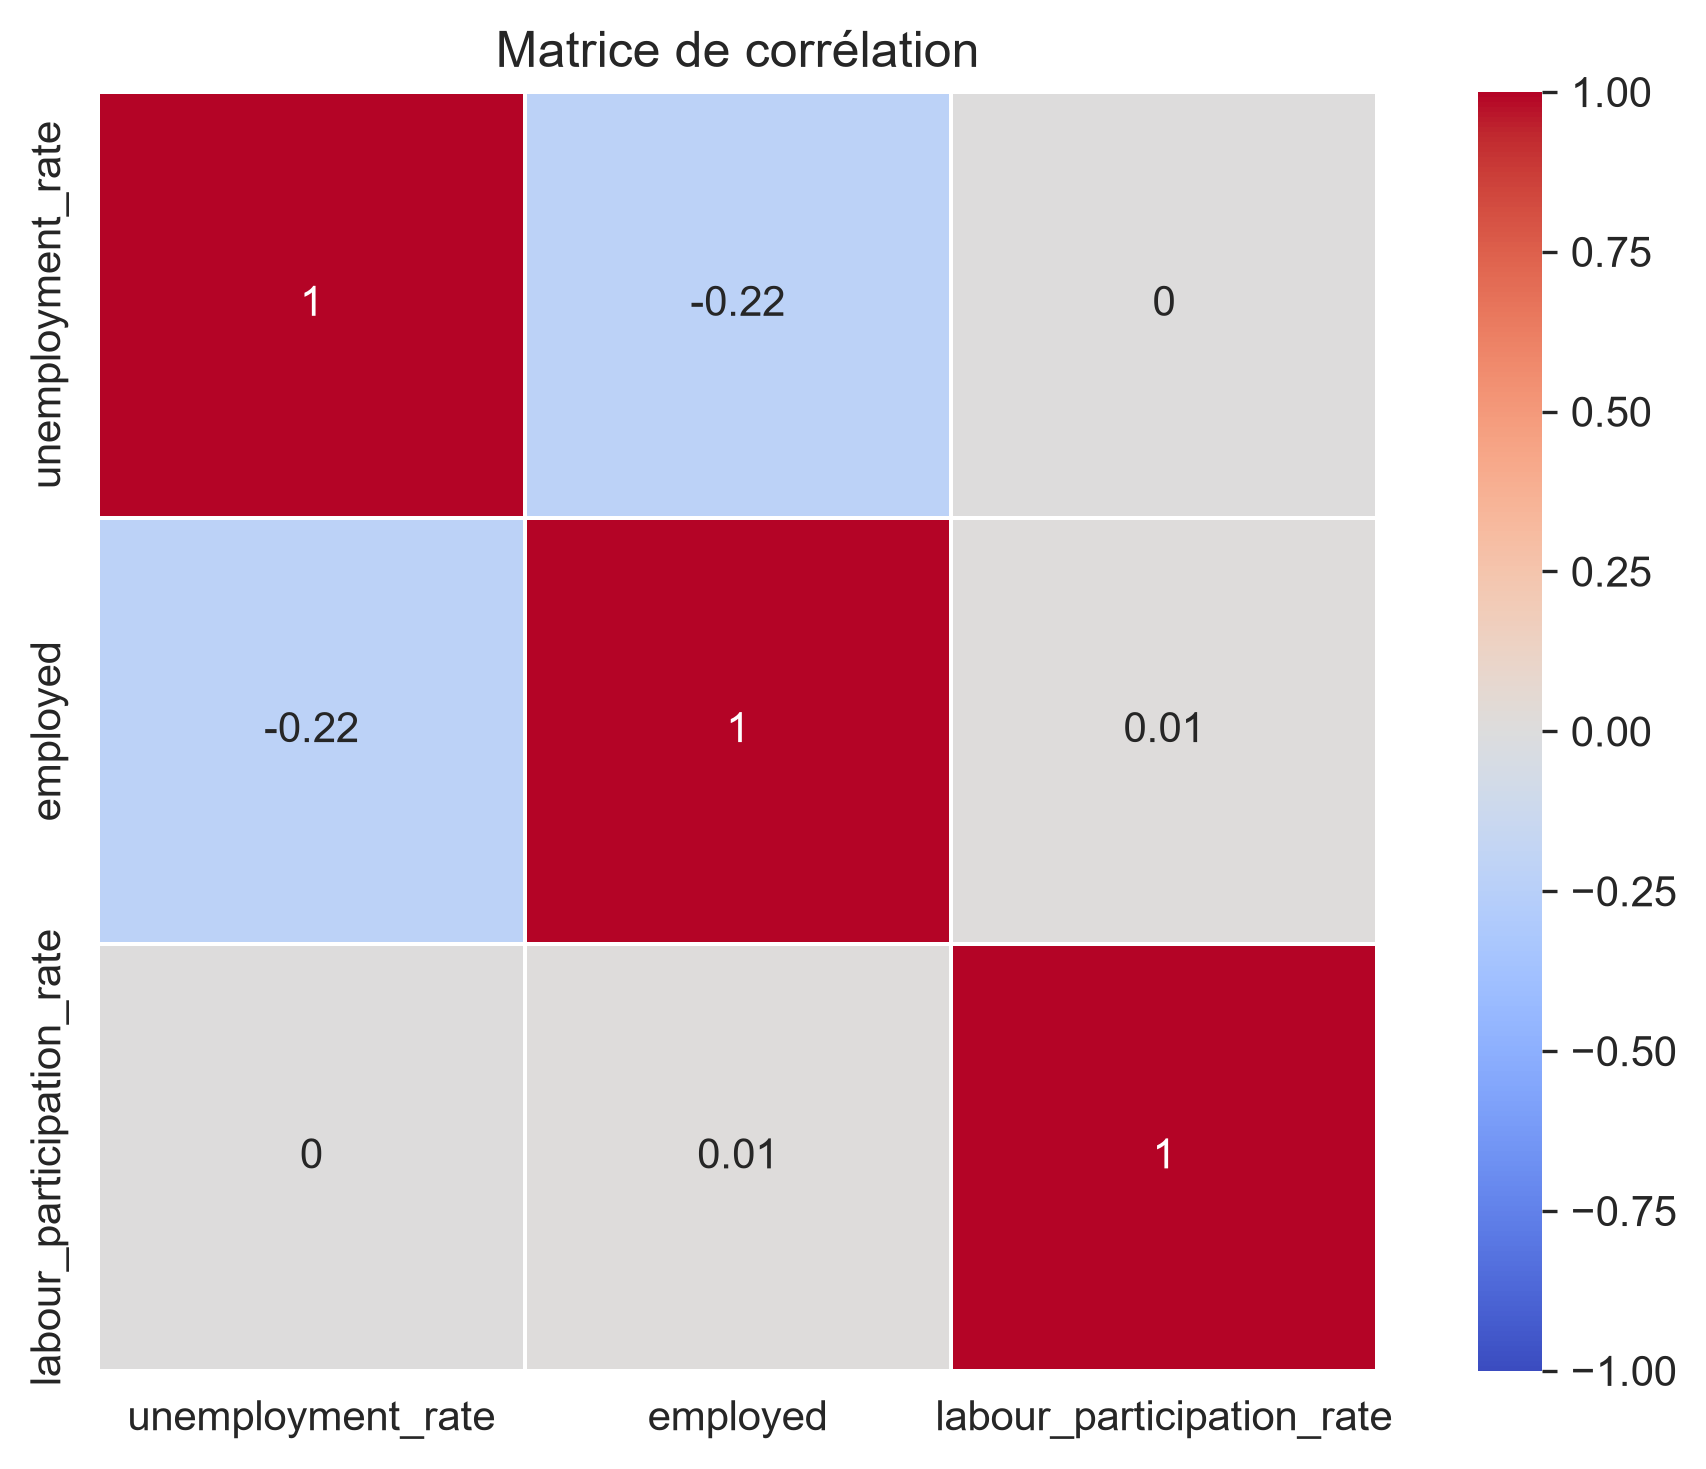 Matrice de corrélation
unemployment_rate
employed
labour_participation_rate
1
-0.22
0
-0.22
1
0.01
0
0.01
1
unemployment_rate
employed
labour_participation_rate
1.00
0.75
0.50
0.25
0.00
−0.25
−0.50
−0.75
−1.00